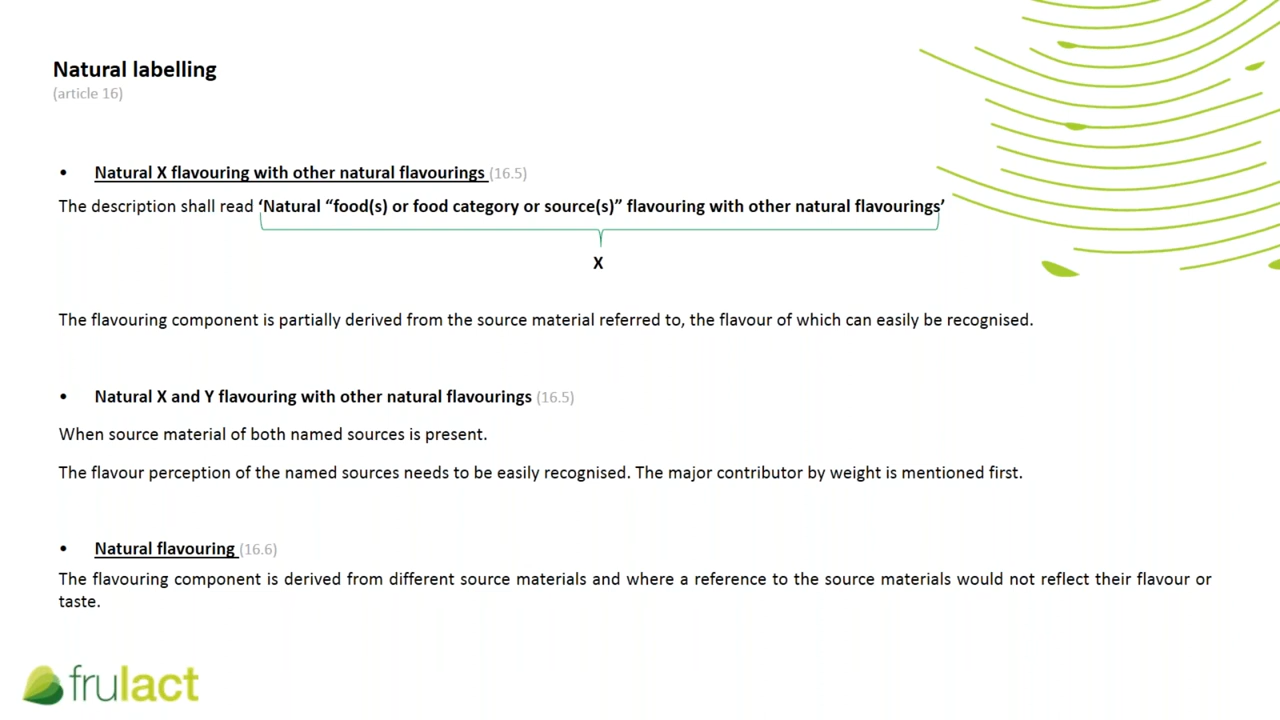 Natural labelling
(article 16)
• Natural X flavouring with other natural flavourings (16.5)
The description shall read ‘Natural “food(s) or food category or source(s)” flavouring with other natural flavourings’
X
The flavouring component is partially derived from the source material referred to, the flavour of which can easily be recognised.
• Natural X and Y flavouring with other natural flavourings (16.5)
When source material of both named sources is present.
The flavour perception of the named sources needs to be easily recognised. The major contributor by weight is mentioned first.
• Natural flavouring (16.6)
The flavouring component is derived from different source materials and where a reference to the source materials would not reflect their flavour or
taste.
frulact